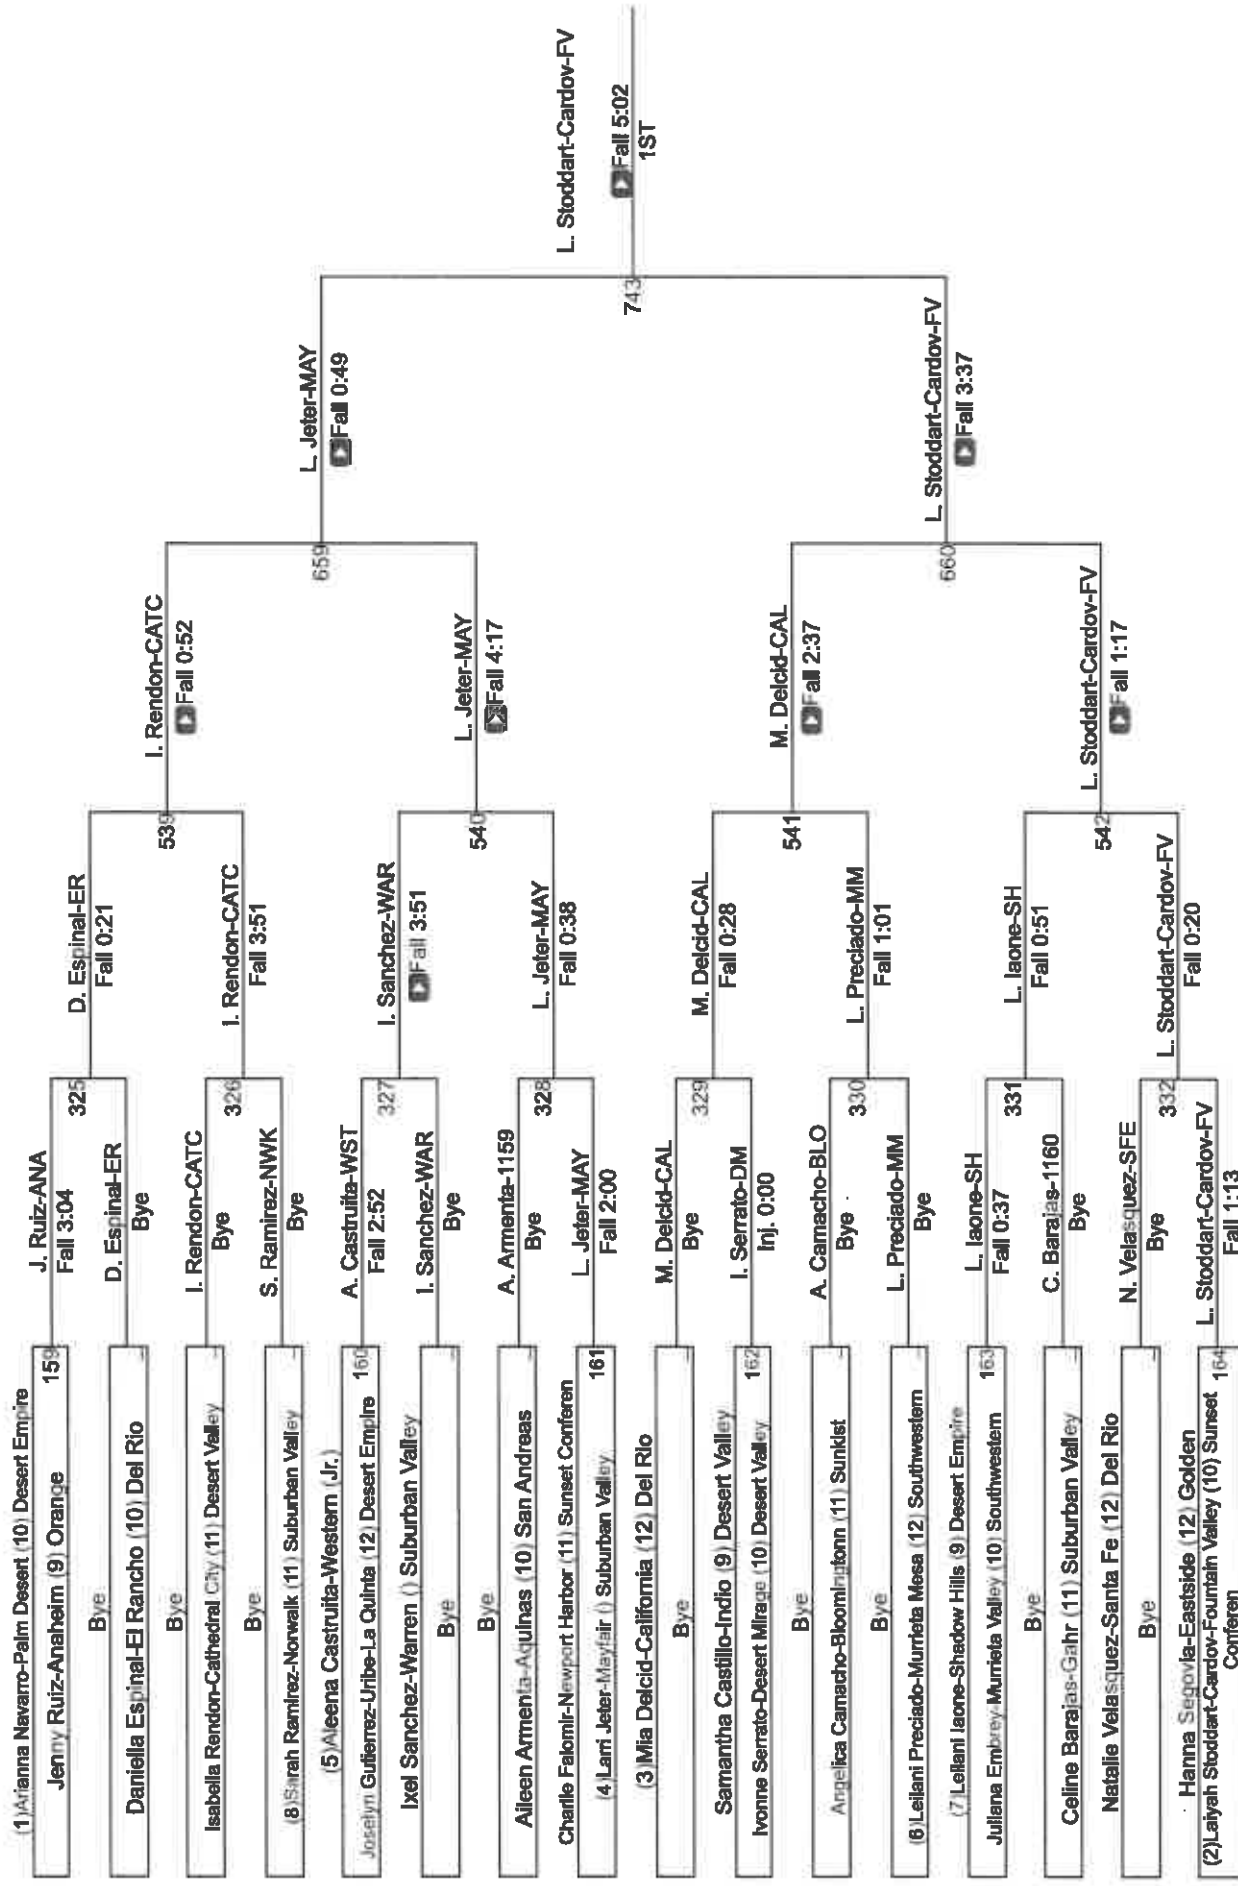 (1)Arianna Navarro-Palm Desert (10) Desert Empire
Jenny Ruiz-Anaheim (9) Orange
159
Bye
Daniella Espinal-El Rancho (10) Del Rio
Bye
Isabella Rendon-Cathedral City (11) Desert Valley
Bye
(8)Sarah Ramirez-Norwalk (11) Suburban Valley
(5)Aleena Castruita-Western (Jr.)
Joselyn Gutierrez-Uribe-La Quinta (12) Desert Empire
160
Ixel Sanchez-Warren () Suburban Valley
Bye
Bye
Aileen Armenta-Aquinas (10) San Andreas
Charlie Falomir-Newport Harbor (11) Sunset Conferen
(4)Larri Jeter-Mayfair () Suburban Valley
161
(3)Mia Delcid-California (12) Del Rio
Bye
Samantha Castillo-Indio (9) Desert Valley
Ivonne Serrato-Desert Mirage (10) Desert Valley
162
Bye
Angelica Camacho-Bloomingtonn (11) Sunkist
Bye
(6)Leilani Preciado-Murrieta Mesa (12) Southwestern
(7)Leilani Iaone-Shadow Hills (9) Desert Empire
Juliana Embrey-Murrieta Valley (10) Southwestern
163
Bye
Celine Barajas-Gahr (11) Suburban Valley
Natalie Velasquez-Santa Fe (12) Del Rio
Bye
Hanna Segovia-Eastside (12) Golden
(2)Laiyah Stoddart-Cardov-Fountain Valley (10) Sunset
Conferen
164
J. Ruiz-ANA
Fall 3:04
D. Espinal-ER
Bye
I. Rendon-CATC
Bye
S. Ramirez-NWK
Bye
A. Castruita-WST
Fall 2:52
I. Sanchez-WAR
Bye
A. Armenta-1159
Bye
L. Jeter-MAY
Fall 2:00
M. Delcid-CAL
Bye
I. Serrato-DM
Inj. 0:00
A. Camacho-BLO
Bye
L. Preciado-MM
Bye
L. Iaone-SH
Fall 0:37
C. Barajas-1160
Bye
N. Velasquez-SFE
Bye
L. Stoddart-Cardov-FV
Fall 1:13
325
326
327
328
329
330
331
332
D. Espinal-ER
Fall 0:21
I. Rendon-CATC
Fall 3:51
I. Sanchez-WAR
Fall 3:51
L. Jeter-MAY
Fall 0:38
M. Delcid-CAL
Fall 0:28
L. Preciado-MM
Fall 1:01
L. Iaone-SH
Fall 0:51
L. Stoddart-Cardov-FV
Fall 0:20
539
540
541
542
I. Rendon-CATC
Fall 0:52
L. Jeter-MAY
Fall 4:17
M. Delcid-CAL
Fall 2:37
L. Stoddart-Cardov-FV
Fall 1:17
659
660
L. Jeter-MAY
Fall 0:49
L. Stoddart-Cardov-FV
Fall 3:37
743
L. Stoddart-Cardov-FV
Fall 5:02
1ST